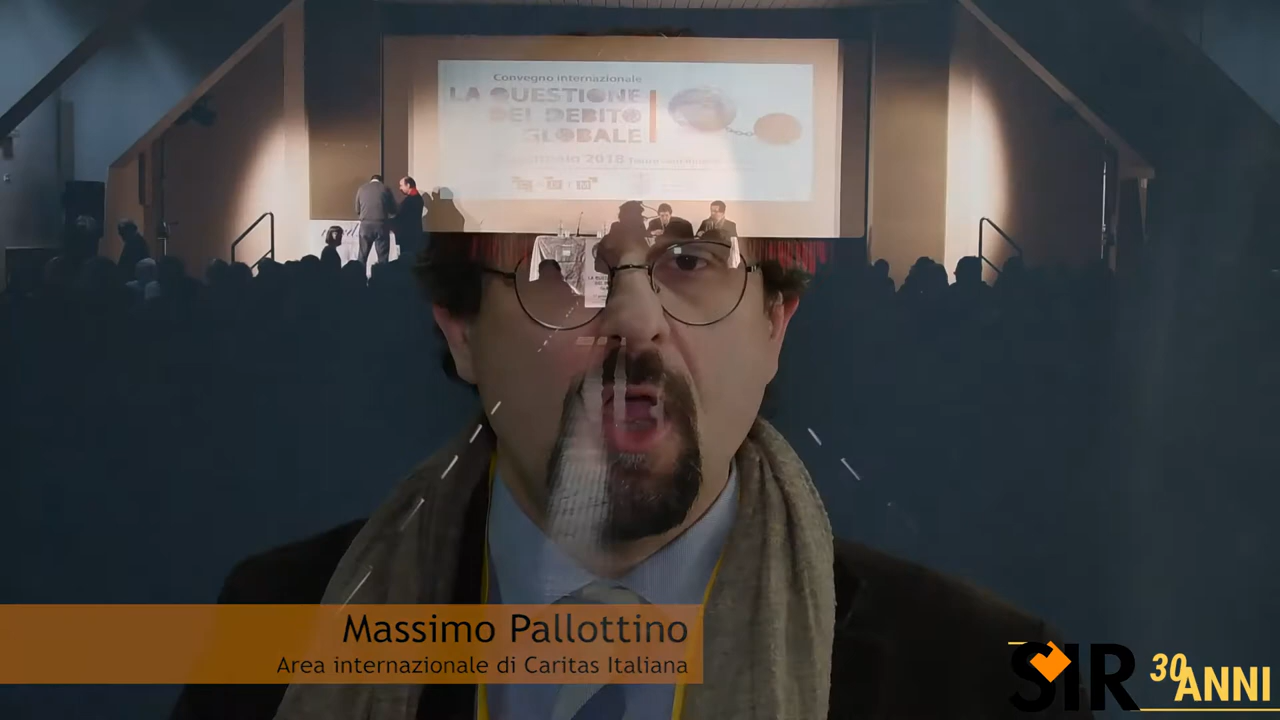 Convegno internazionale
LA QUESTIONE
DEL DEBITO
GLOBALE
2018
Massimo Pallottino
Area internazionale di Caritas Italiana
SIR 30 ANNI